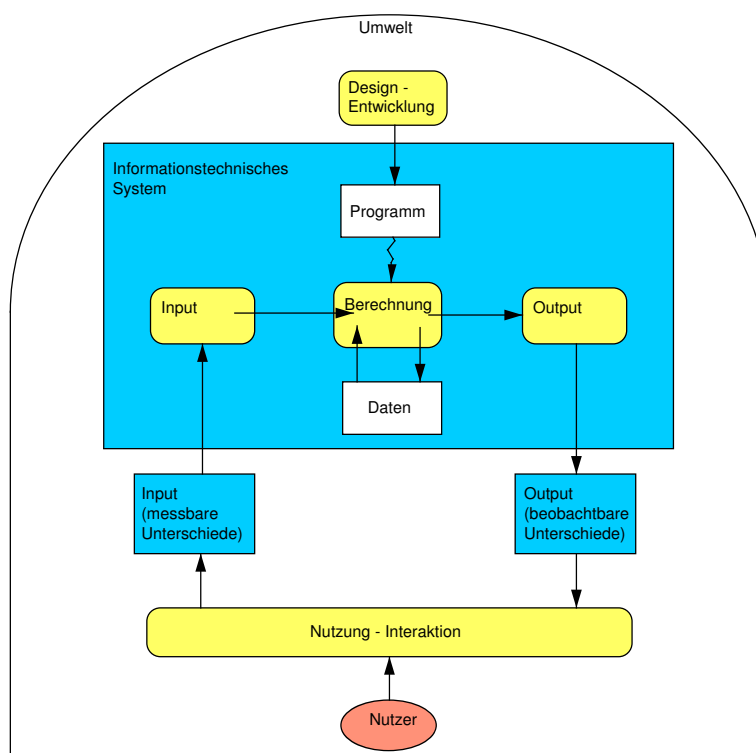 Umwelt
Design -
Entwicklung
Informationstechnisches
System
Programm
Input
Berechnung
Output
Daten
Input
(messbare
Unterschiede)
Output
(beobachtbare
Unterschiede)
Nutzung - Interaktion
Nutzer